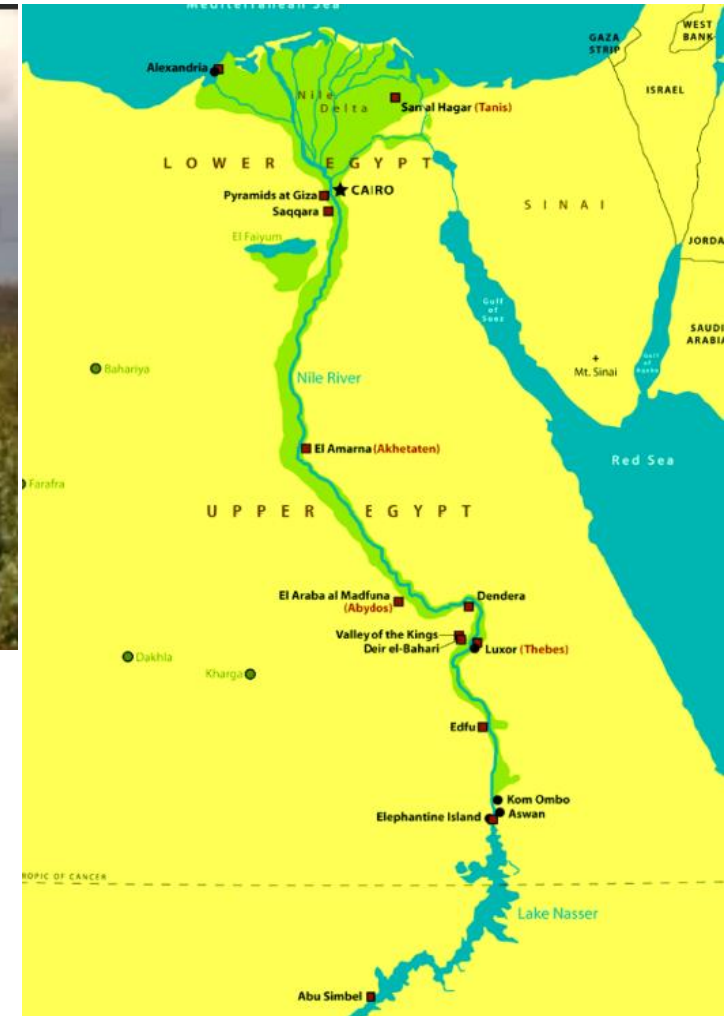 Mediterranean Sea
WEST
BANK
GAZA
STRIP
Alexandria
ISRAEL
Nile
Delta
San al Hagar (Tanis)
LOWER EGYPT
CAIRO
Pyramids at Giza
Saqqara
SINAI
El Faiyum
JORDA
Gulf
of
Suez
SAUDI
ARABIA
Gulf
of
Aqaba
Bahariya
Mt. Sinai
Nile River
El Amarna (Akhetaten)
Red Sea
Farafra
UPPER EGYPT
El Araba al Madfuna
(Abydos)
Dendera
Valley of the Kings
Deir el-Bahari
Luxor (Thebes)
Dakhla
Kharga
Edfu
Kom Ombo
Aswan
Elephantine Island
ROPIC OF CANCER
Lake Nasser
Abu Simbel